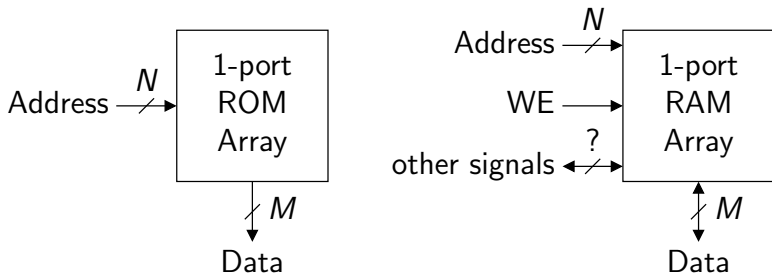 N
Address
1-port
ROM
Array
M
Data
N
Address
WE
?
other signals
1-port
RAM
Array
M
Data